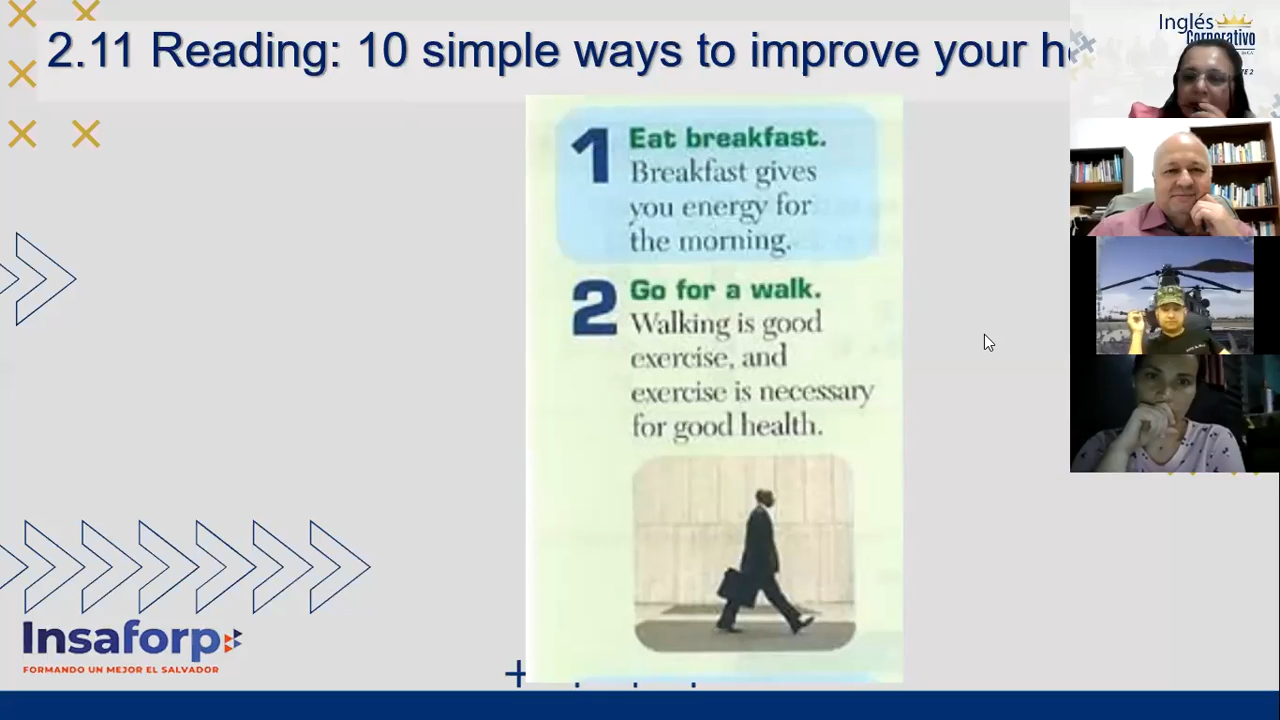 2.11 Reading: 10 simple ways to improve your h
Inglés
Corporativo
1 Eat breakfast.
Breakfast gives
you energy for
the morning.
2 Go for a walk.
Walking is good
exercise, and
exercise is necessary
for good health.
Insaforp
FORMANDO UN MEJOR EL SALVADOR